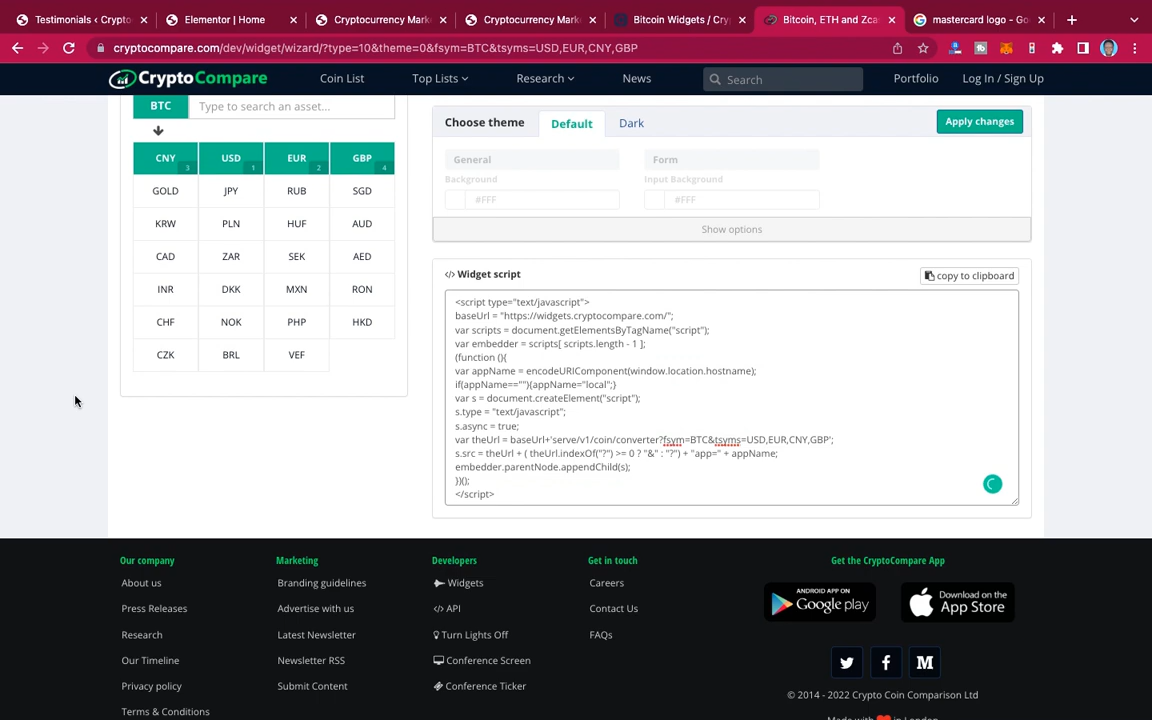 Testimonials ‹ Crypto
Elementor | Home
Cryptocurrency Mark
Cryptocurrency Mark
Bitcoin Widgets / Cry
Bitcoin, ETH and Zca
mastercard logo - Go
cryptocompare.com/dev/widget/wizard/?type=10&theme=0&fsym=BTC&tsyms=USD,EUR,CNY,GBP
CryptoCompare
Coin List
Top Lists
Research
News
Search
Portfolio
Log In / Sign Up
BTC
Type to search an asset...
CNY 3 USD 1 EUR 2 GBP 4
GOLD JPY RUB SGD
KRW PLN HUF AUD
CAD ZAR SEK AED
INR DKK MXN RON
CHF NOK PHP HKD
CZK BRL VEF
Choose theme
Default
Dark
Apply changes
General
Form
Background
Input Background
#FFF
#FFF
Show options
</> Widget script
copy to clipboard
<script type="text/javascript">
baseUrl = "https://widgets.cryptocompare.com/";
var scripts = document.getElementsByTagName("script");
var embedder = scripts[ scripts.length - 1 ];
(function (){
var appName = encodeURIComponent(window.location.hostname);
if(appName==""){appName="local";}
var s = document.createElement("script");
s.type = "text/javascript";
s.async = true;
var theUrl = baseUrl+'serve/v1/coin/converter?fsym=BTC&tsyms=USD,EUR,CNY,GBP';
s.src = theUrl + ( theUrl.indexOf("?") >= 0 ? "&" : "?") + "app=" + appName;
embedder.parentNode.appendChild(s);
})();
</script>
Our company
About us
Press Releases
Research
Our Timeline
Privacy policy
Terms & Conditions
Marketing
Branding guidelines
Advertise with us
Latest Newsletter
Newsletter RSS
Submit Content
Developers
Widgets
</> API
Turn Lights Off
Conference Screen
Conference Ticker
Get in touch
Careers
Contact Us
FAQs
Get the CryptoCompare App
ANDROID APP ON
Google play
Download on the
App Store
© 2014 - 2022 Crypto Coin Comparison Ltd
Made with ❤ in London